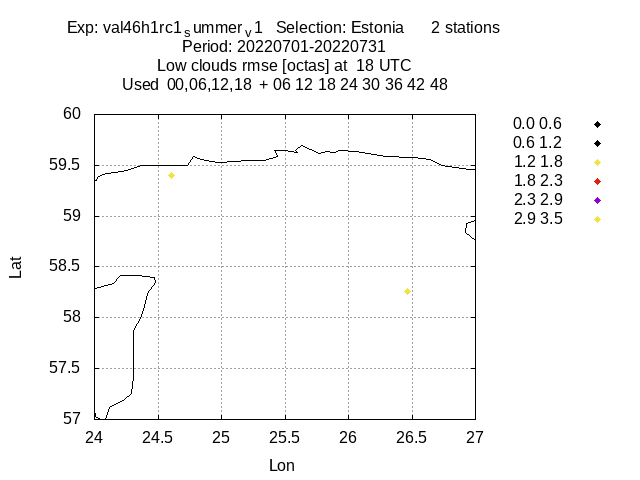 Exp: val46h1rc1summerv1 Selection: Estonia 2 stations
Period: 20220701-20220731
Low clouds rmse [octas] at 18 UTC
Used 00,06,12,18 + 06 12 18 24 30 36 42 48
60
59.5
59
58.5
58
57.5
57
24 24.5 25 25.5 26 26.5 27
Lat
Lon
0.0 0.6
0.6 1.2
1.2 1.8
1.8 2.3
2.3 2.9
2.9 3.5